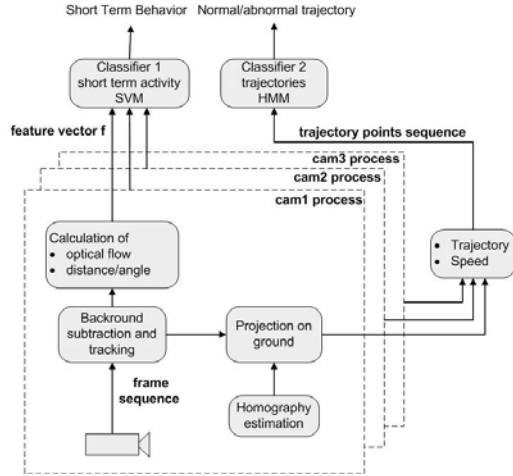 Short Term Behavior
Normal/abnormal trajectory
Classifier 1
short term activity
SVM
Classifier 2
trajectories
HMM
feature vector f
trajectory points sequence
cam3 process
cam2 process
cam1 process
Calculation of
• optical flow
• distance/angle
• Trajectory
• Speed
Backround
subtraction and
tracking
Projection on
ground
frame
sequence
Homography
estimation